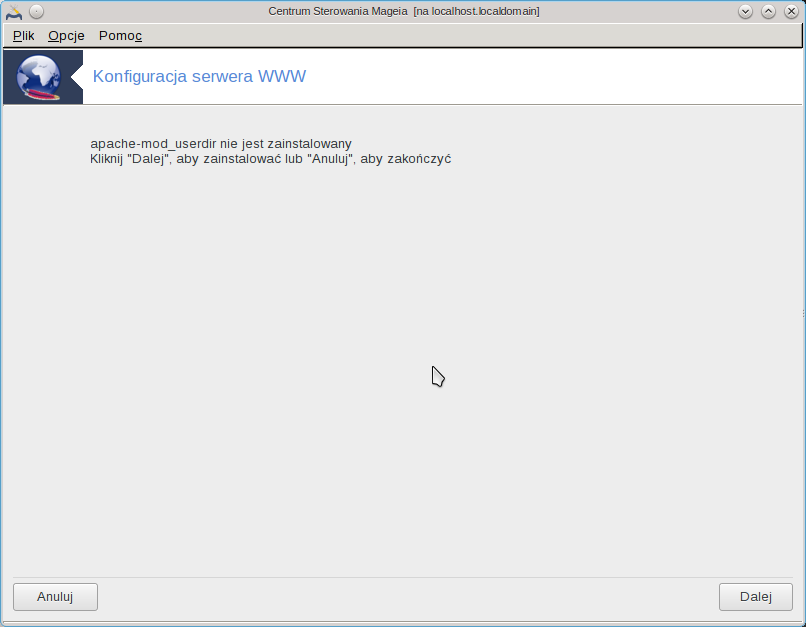 Centrum Sterowania Mageia [na localhost.localdomain]
Plik Opcje Pomoc
Konfiguracja serwera WWW
apache-mod_userdir nie jest zainstalowany
Kliknij "Dalej", aby zainstalować lub "Anuluj", aby zakończyć
Anuluj Dalej